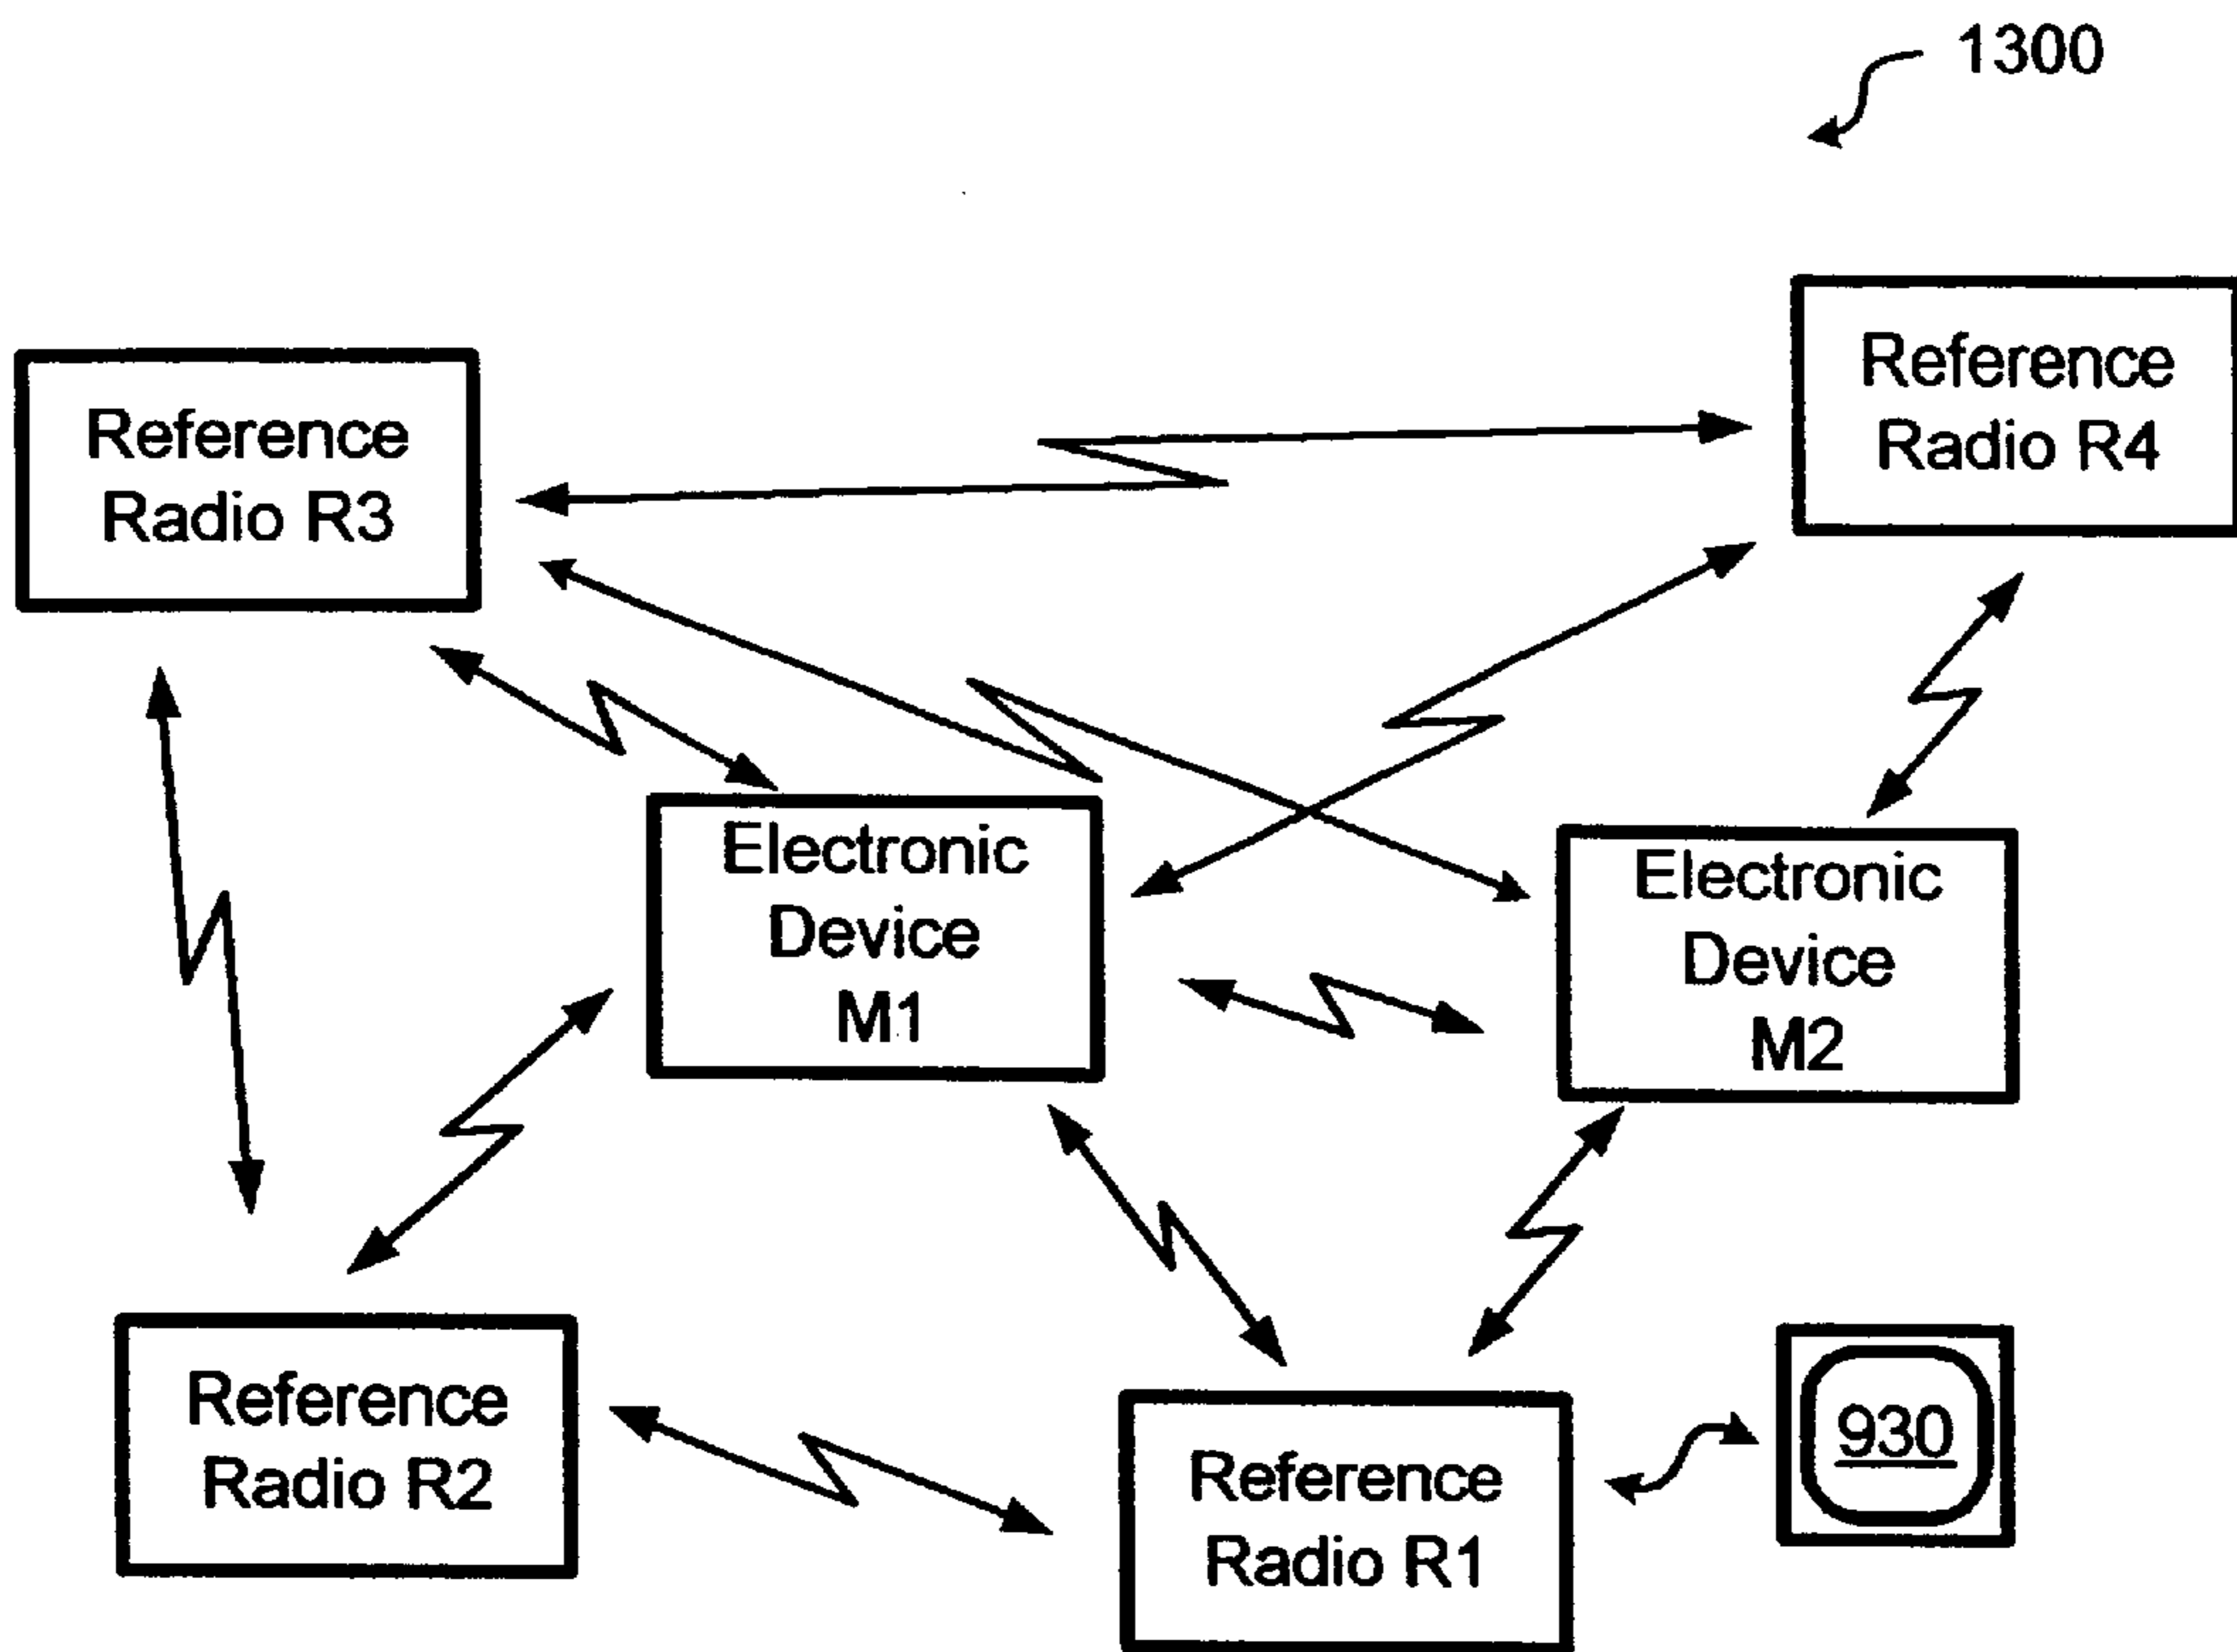 1300
Reference
Radio R4
Reference
Radio R3
Electronic
Device
M1
Electronic
Device
M2
Reference
Radio R2
Reference
Radio R1
930